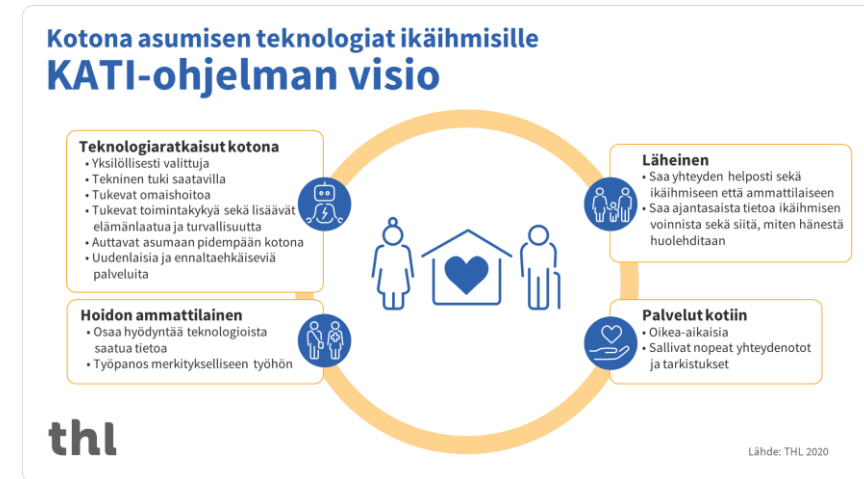 Kotona asumisen teknologiat ikäihmisille
KATI-ohjelman visio
Teknologiaratkaisut kotona
• Yksilöllisesti valittuja
• Tekninen tuki saatavilla
• Tukevat omaishoitoa
• Tukevat toimintakykyä sekä lisäävät
elämänlaatua ja turvallisuutta
• Auttavat asumaan pidempään kotona
• Uudenlaisia ja ennaltaehkäiseviä
palveluita
Hoidon ammattilainen
• Osaa hyödyntää teknologioista
saatua tietoa
• Työpanos merkitykselliseen työhön
Läheinen
• Saa yhteyden helposti sekä
ikäihmiseen että ammattilaiseen
• Saa ajantasaista tietoa ikäihmisen
voinnista sekä siitä, miten hänestä
huolehditaan
Palvelut kotiin
• Oikea-aikaisia
• Sallivat nopeat yhteydenotot
ja tarkistukset
thl
Lähde: THL 2020